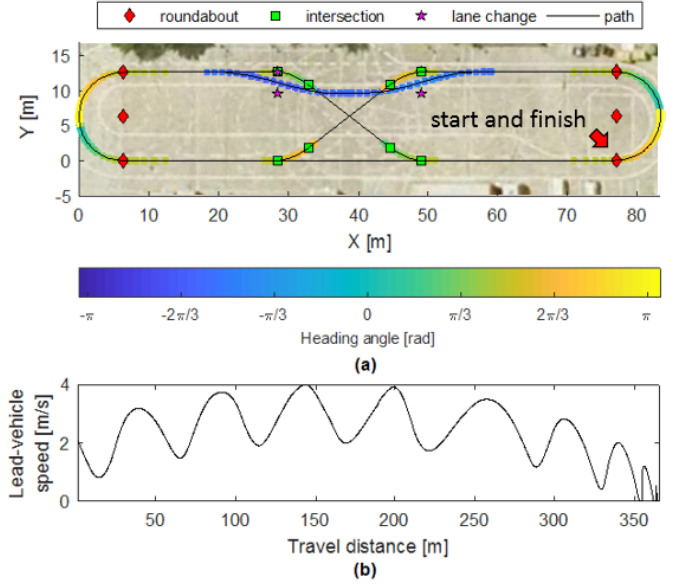 roundabout intersection lane change path
15
10
5
0
-5
Y [m]
start and finish
0 10 20 30 40 50 60 70 80
X [m]
-π -2π/3 -π/3 0 π/3 2π/3 π
Heading angle [rad]
(a)
4
2
0
Lead-vehicle
speed [m/s]
50 100 150 200 250 300 350
Travel distance [m]
(b)